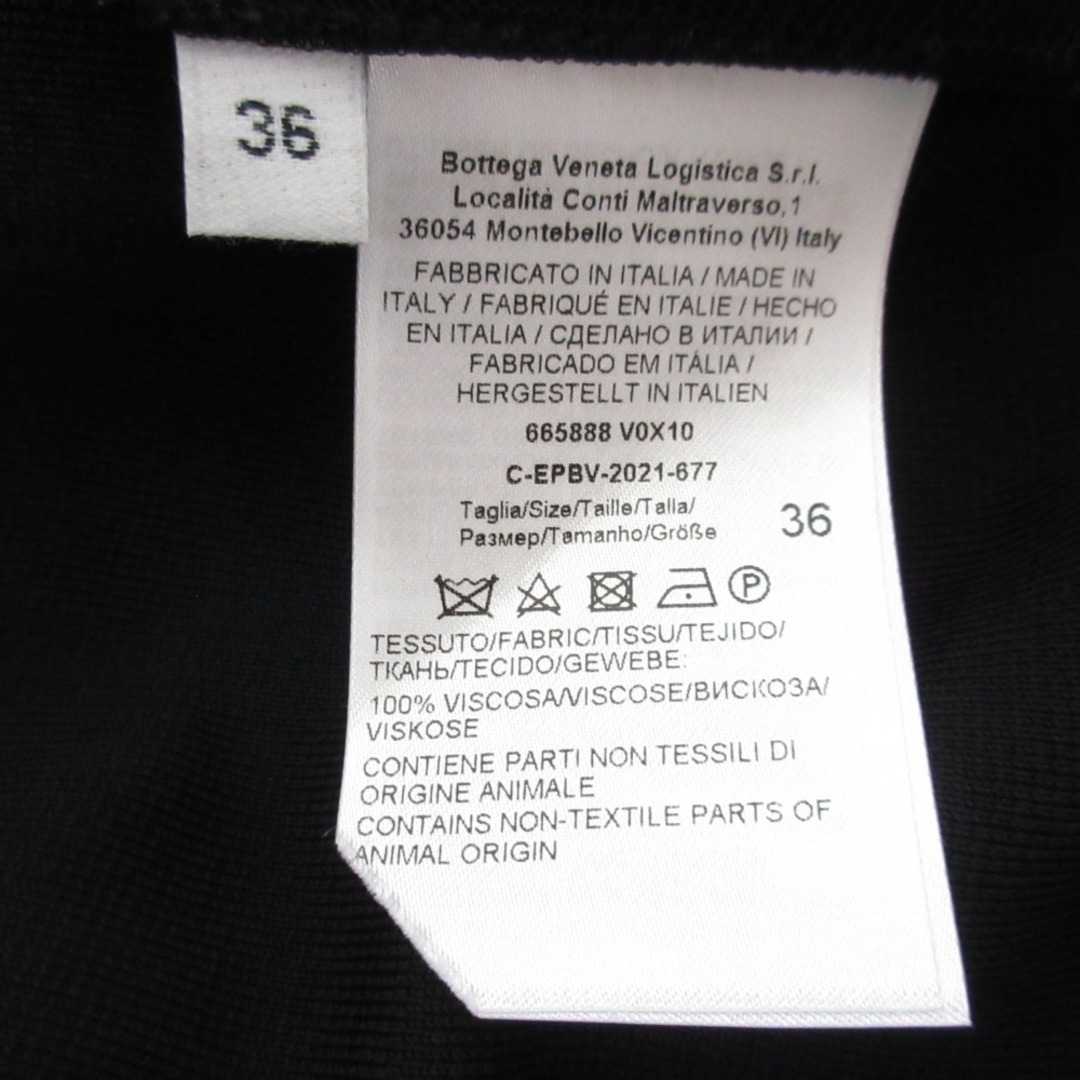 36
Bottega Veneta Logistica S.r.l.
Località Conti Maltraverso,1
36054 Montebello Vicentino (VI) Italy
FABBRICATO IN ITALIA / MADE IN
ITALY / FABRIQUÉ EN ITALIE / HECHO
EN ITALIA / СДЕЛАНО В ИТАЛИИ /
FABRICADO EM ITÁLIA /
HERGESTELLT IN ITALIEN
665888 V0X10
C-EPBV-2021-677
Taglia/Size/Taille/Talla/
Размер/Tamanho/Größe 36
P
TESSUTO/FABRIC/TISSU/TEJIDO/
ТКАНЬ/TECIDO/GEWEBE:
100% VISCOSA/VISCOSE/ВИСКОЗА/
VISKOSE
CONTIENE PARTI NON TESSILI DI
ORIGINE ANIMALE
CONTAINS NON-TEXTILE PARTS OF
ANIMAL ORIGIN